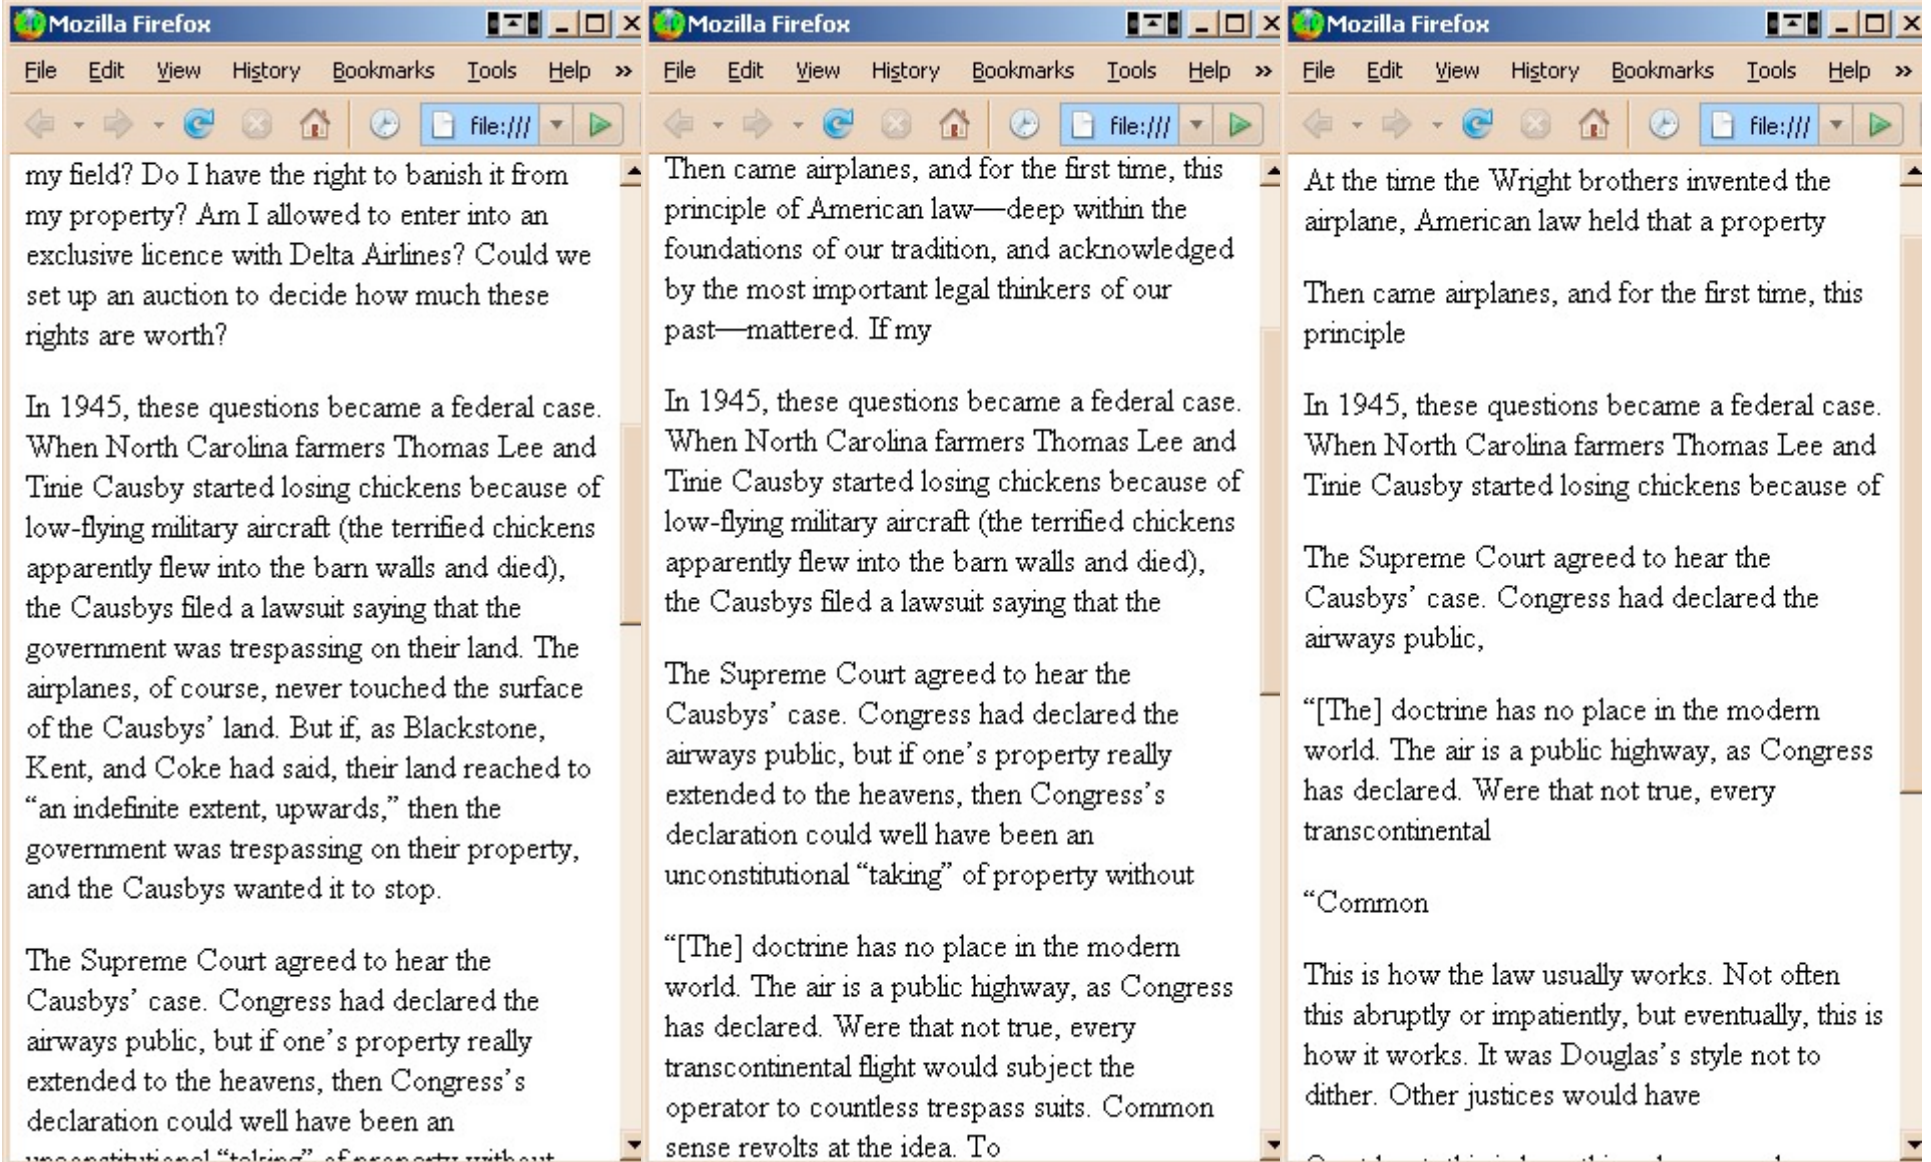 Mozilla Firefox
File Edit View History Bookmarks Tools Help »
file:///
my field? Do I have the right to banish it from
my property? Am I allowed to enter into an
exclusive licence with Delta Airlines? Could we
set up an auction to decide how much these
rights are worth?
In 1945, these questions became a federal case.
When North Carolina farmers Thomas Lee and
Tinie Causby started losing chickens because of
low-flying military aircraft (the terrified chickens
apparently flew into the barn walls and died),
the Causbys filed a lawsuit saying that the
government was trespassing on their land. The
airplanes, of course, never touched the surface
of the Causbys’ land. But if, as Blackstone,
Kent, and Coke had said, their land reached to
“an indefinite extent, upwards,” then the
government was trespassing on their property,
and the Causbys wanted it to stop.
The Supreme Court agreed to hear the
Causbys’ case. Congress had declared the
airways public, but if one’s property really
extended to the heavens, then Congress’s
declaration could well have been an
unconstitutional “taking” of property without
Mozilla Firefox
File Edit View History Bookmarks Tools Help »
file:///
Then came airplanes, and for the first time, this
principle of American law—deep within the
foundations of our tradition, and acknowledged
by the most important legal thinkers of our
past—mattered. If my
In 1945, these questions became a federal case.
When North Carolina farmers Thomas Lee and
Tinie Causby started losing chickens because of
low-flying military aircraft (the terrified chickens
apparently flew into the barn walls and died),
the Causbys filed a lawsuit saying that the
The Supreme Court agreed to hear the
Causbys’ case. Congress had declared the
airways public, but if one’s property really
extended to the heavens, then Congress’s
declaration could well have been an
unconstitutional “taking” of property without
“[The] doctrine has no place in the modern
world. The air is a public highway, as Congress
has declared. Were that not true, every
transcontinental flight would subject the
operator to countless trespass suits. Common
sense revolts at the idea. To
Mozilla Firefox
File Edit View History Bookmarks Tools Help »
file:///
At the time the Wright brothers invented the
airplane, American law held that a property
Then came airplanes, and for the first time, this
principle
In 1945, these questions became a federal case.
When North Carolina farmers Thomas Lee and
Tinie Causby started losing chickens because of
The Supreme Court agreed to hear the
Causbys’ case. Congress had declared the
airways public,
“[The] doctrine has no place in the modern
world. The air is a public highway, as Congress
has declared. Were that not true, every
transcontinental
“Common
This is how the law usually works. Not often
this abruptly or impatiently, but eventually, this is
how it works. It was Douglas’s style not to
dither. Other justices would have